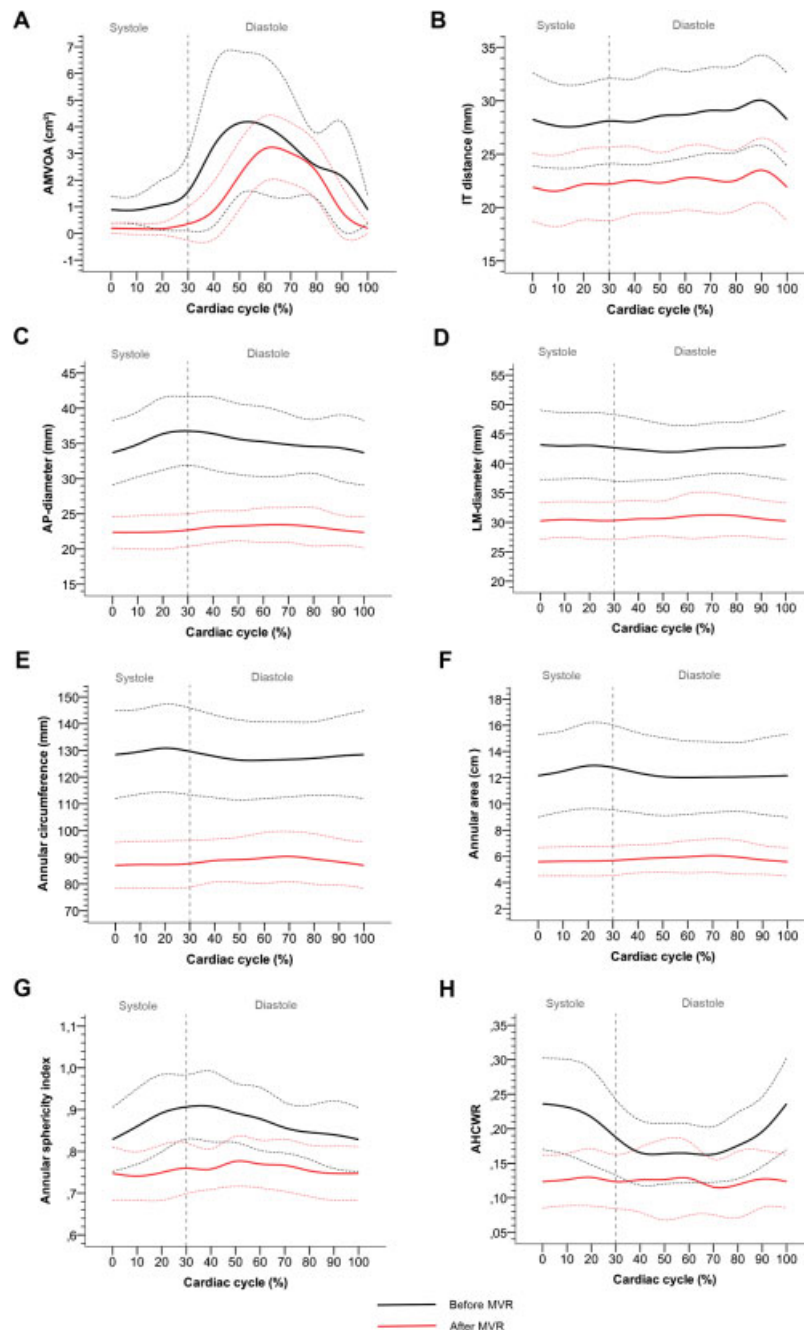 A
Systole Diastole
AMVOA (cm²)
7
6
5
4
3
2
1
0
-1
0 10 20 30 40 50 60 70 80 90 100
Cardiac cycle (%)
B
Systole Diastole
IT distance (mm)
35
30
25
20
15
0 10 20 30 40 50 60 70 80 90 100
Cardiac cycle (%)
C
Systole Diastole
AP-diameter (mm)
45
40
35
30
25
20
15
0 10 20 30 40 50 60 70 80 90 100
Cardiac cycle (%)
D
Systole Diastole
LM-diameter (mm)
55
50
45
40
35
30
25
20
0 10 20 30 40 50 60 70 80 90 100
Cardiac cycle (%)
E
Systole Diastole
Annular circumference (mm)
150
140
130
120
110
100
90
80
70
0 10 20 30 40 50 60 70 80 90 100
Cardiac cycle (%)
F
Systole Diastole
Annular area (cm )
18
16
14
12
10
8
6
4
2
0 10 20 30 40 50 60 70 80 90 100
Cardiac cycle (%)
G
Systole Diastole
Annular sphericity index
1,1
1,0
,9
,8
,7
,6
0 10 20 30 40 50 60 70 80 90 100
Cardiac cycle (%)
H
Systole Diastole
AHCWR
,35
,30
,25
,20
,15
,10
,05
0 10 20 30 40 50 60 70 80 90 100
Cardiac cycle (%)
Before MVR
After MVR